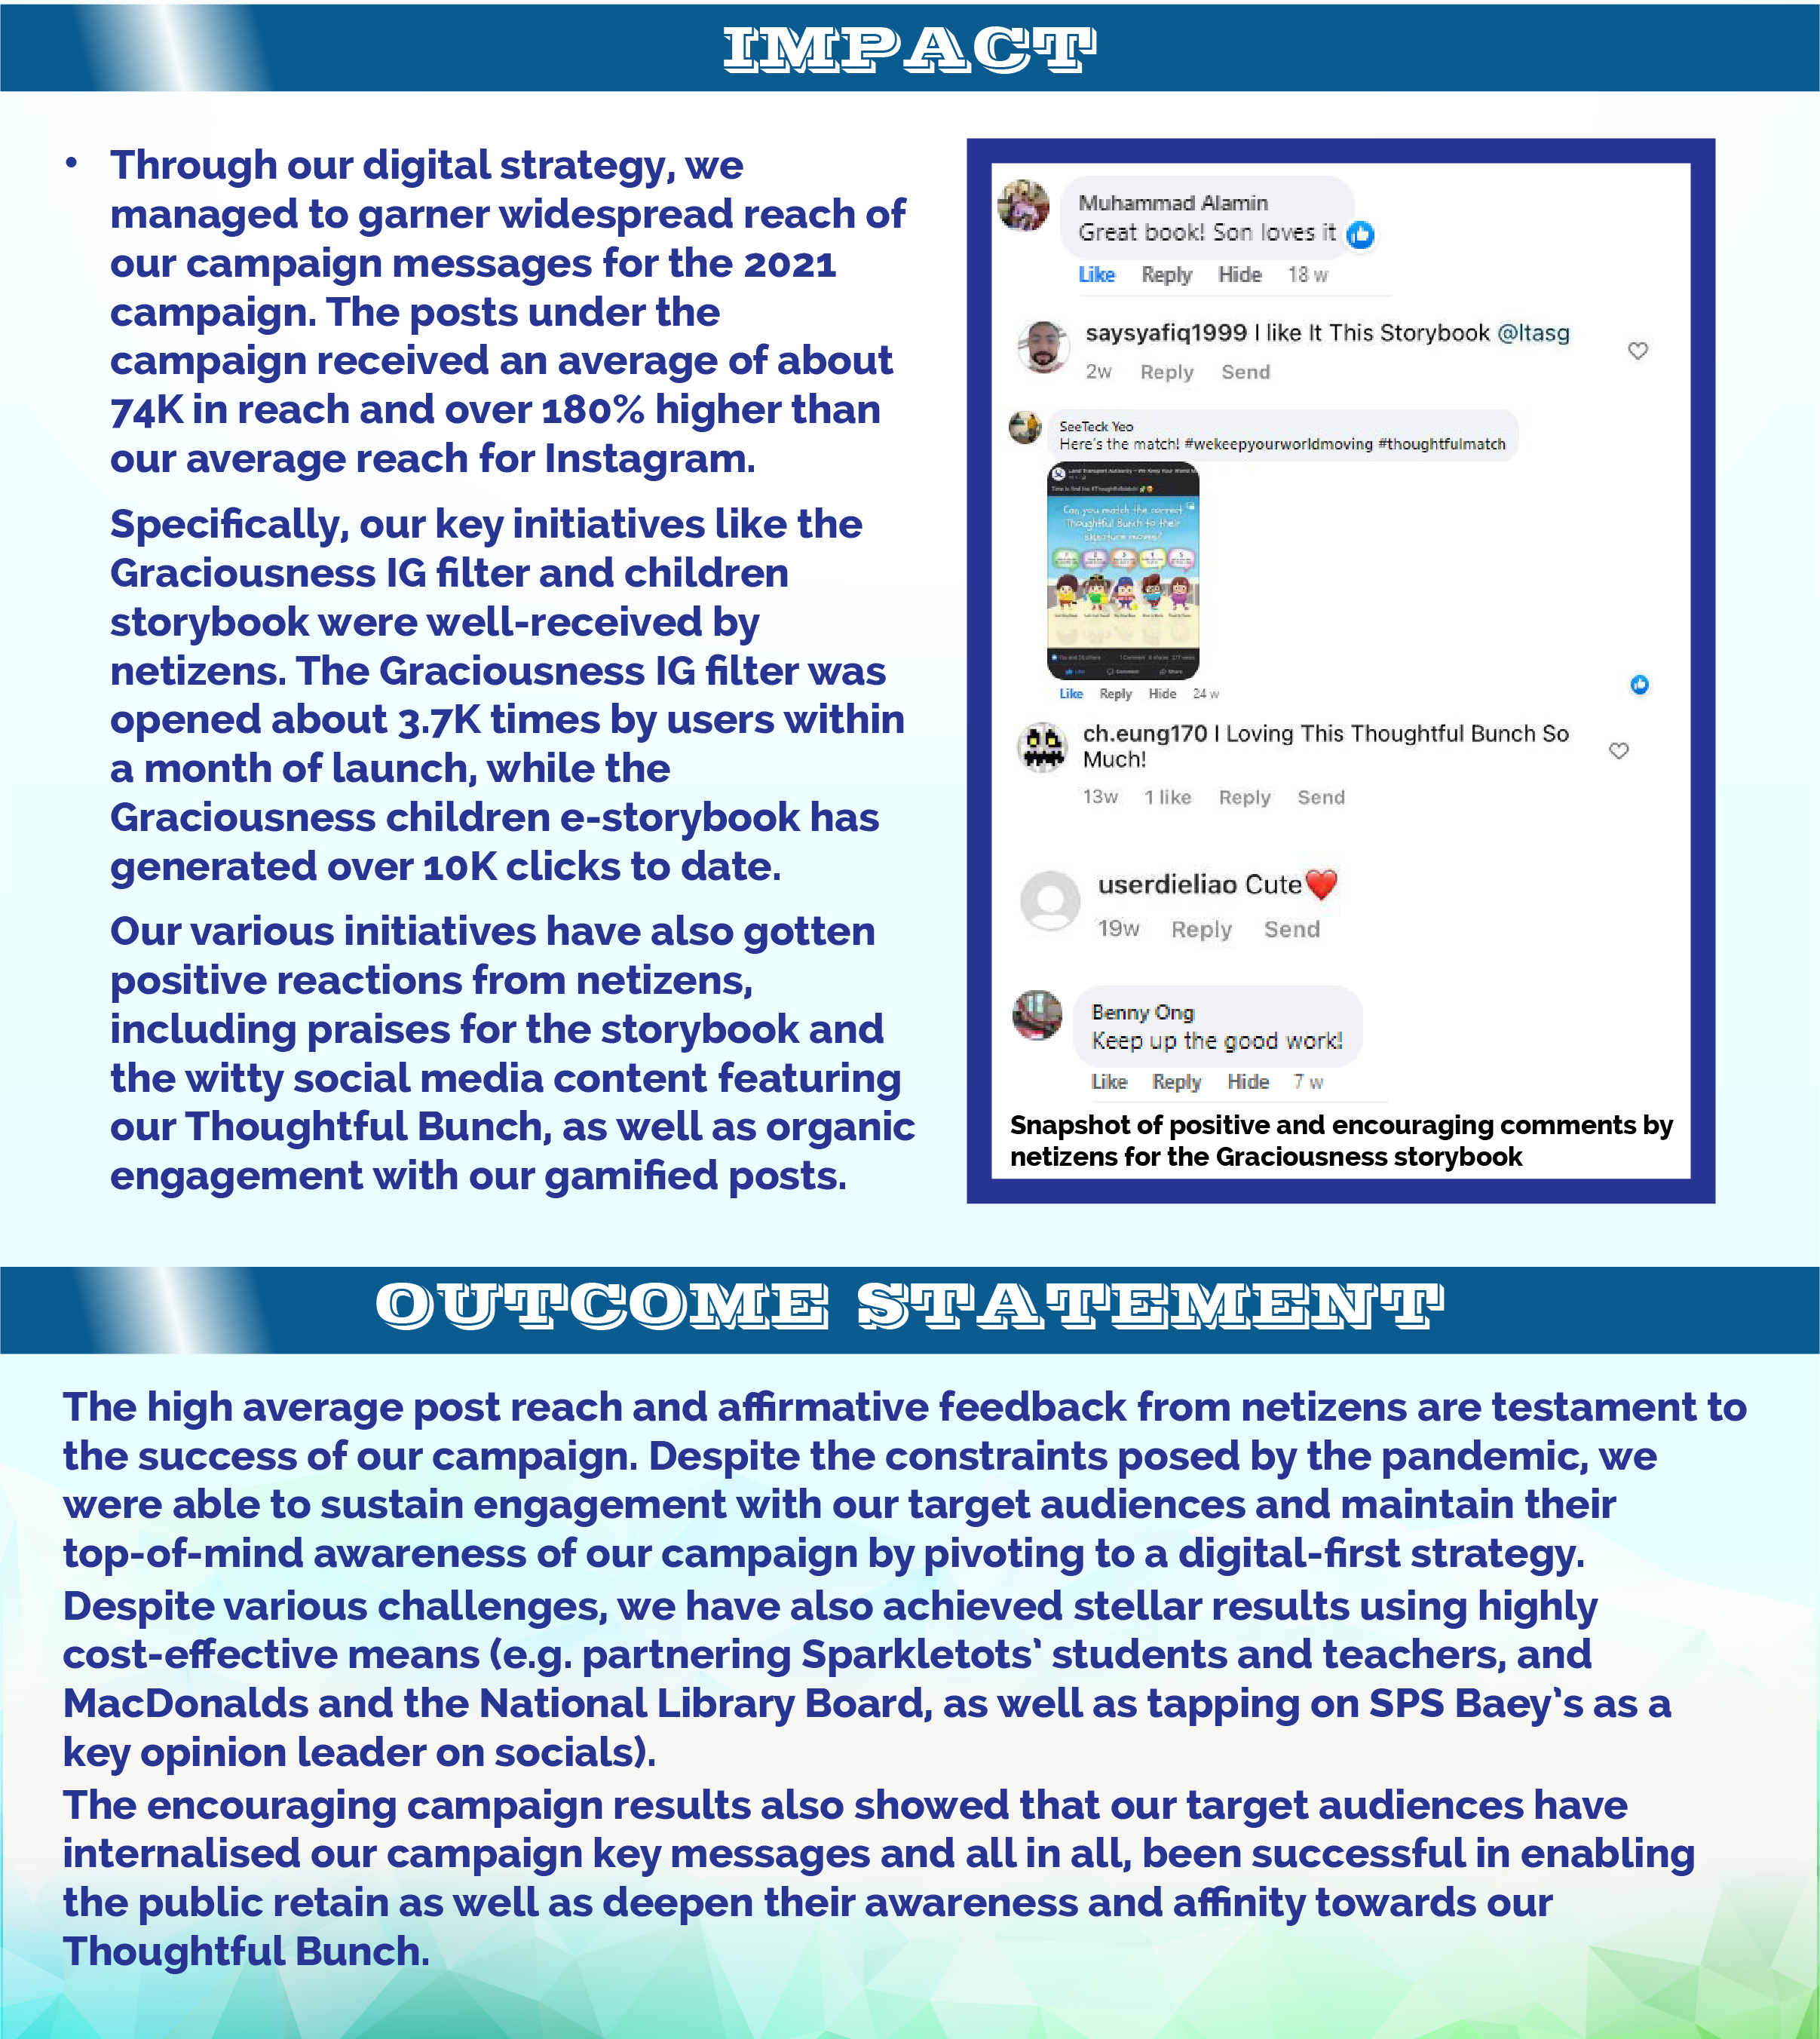 IMPACT
• Through our digital strategy, we
managed to garner widespread reach of
our campaign messages for the 2021
campaign. The posts under the
campaign received an average of about
74K in reach and over 180% higher than
our average reach for Instagram.
Specifically, our key initiatives like the
Graciousness IG filter and children
storybook were well-received by
netizens. The Graciousness IG filter was
opened about 3.7K times by users within
a month of launch, while the
Graciousness children e-storybook has
generated over 10K clicks to date.
Our various initiatives have also gotten
positive reactions from netizens,
including praises for the storybook and
the witty social media content featuring
our Thoughtful Bunch, as well as organic
engagement with our gamified posts.
Muhammad Alamin
Great book! Son loves it
Like Reply Hide 18 w
saysyafiq1999 I like It This Storybook @ltasg
2w Reply Send
SeeTeck Yeo
Here's the match! #wekeepyourworldmoving #thoughtfulmatch
Can you match the correct
Thoughtful Bunch to their
signature moves?
1 2 3 4 5
Like Comment Share
Like Reply Hide 24 w
ch.eung170 I Loving This Thoughtful Bunch So
Much!
13w 1 like Reply Send
userdieliao Cute❤️
19w Reply Send
Benny Ong
Keep up the good work!
Like Reply Hide 7 w
Snapshot of positive and encouraging comments by
netizens for the Graciousness storybook
OUTCOME STATEMENT
The high average post reach and affirmative feedback from netizens are testament to
the success of our campaign. Despite the constraints posed by the pandemic, we
were able to sustain engagement with our target audiences and maintain their
top-of-mind awareness of our campaign by pivoting to a digital-first strategy.
Despite various challenges, we have also achieved stellar results using highly
cost-effective means (e.g. partnering Sparkletots' students and teachers, and
MacDonalds and the National Library Board, as well as tapping on SPS Baey's as a
key opinion leader on socials).
The encouraging campaign results also showed that our target audiences have
internalised our campaign key messages and all in all, been successful in enabling
the public retain as well as deepen their awareness and affinity towards our
Thoughtful Bunch.